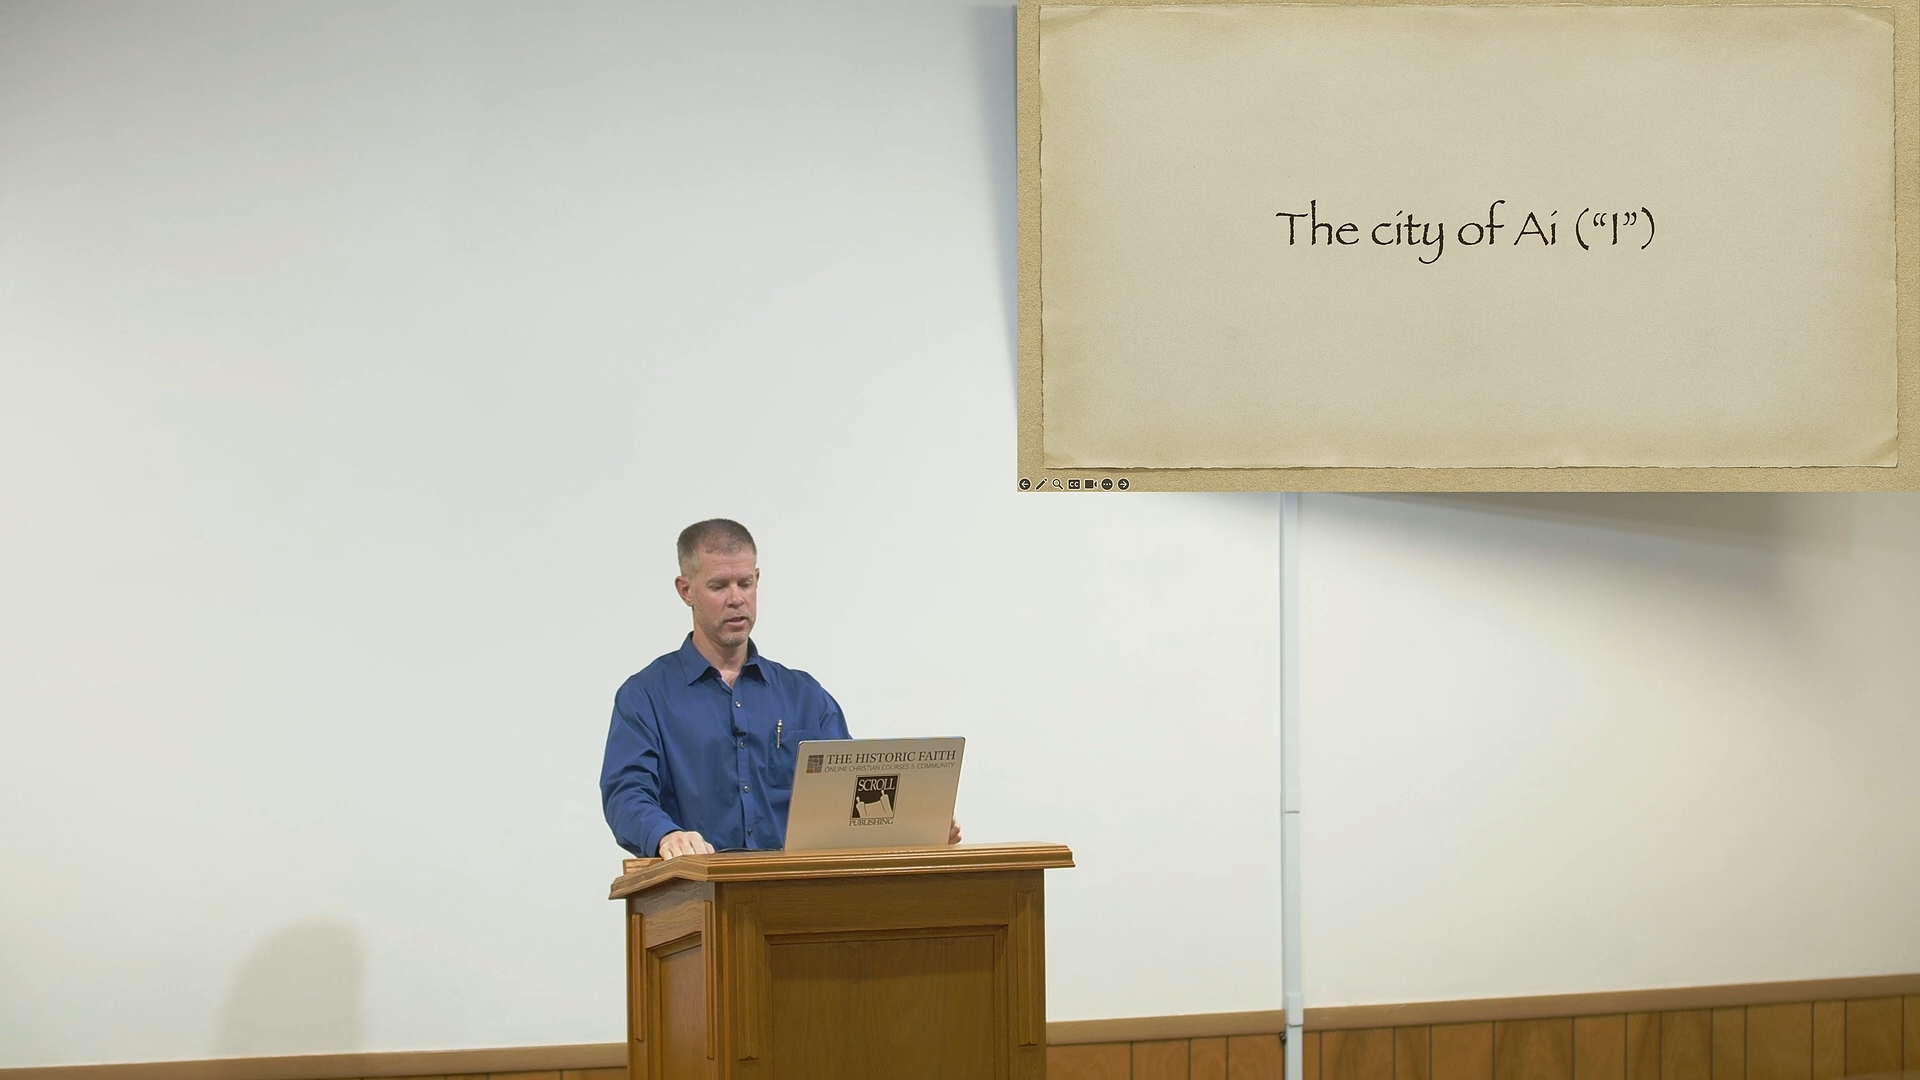 The city of Ai (“I”)
THE HISTORIC FAITH
ONLINE CHRISTIAN COURSES & COMMUNITY
SCROLL
PUBLISHING